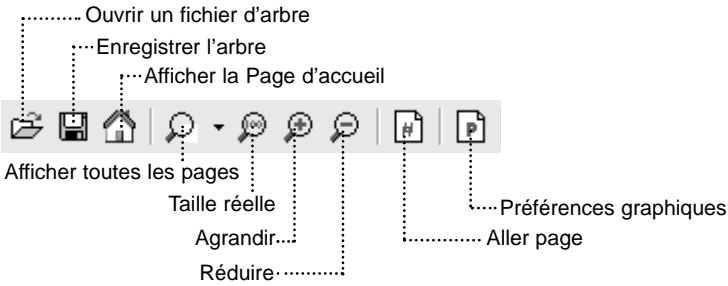 Ouvrir un fichier d'arbre
Enregistrer l'arbre
Afficher la Page d'accueil
100
#
P
Afficher toutes les pages
Taille réelle
Préférences graphiques
Agrandir
Aller page
Réduire